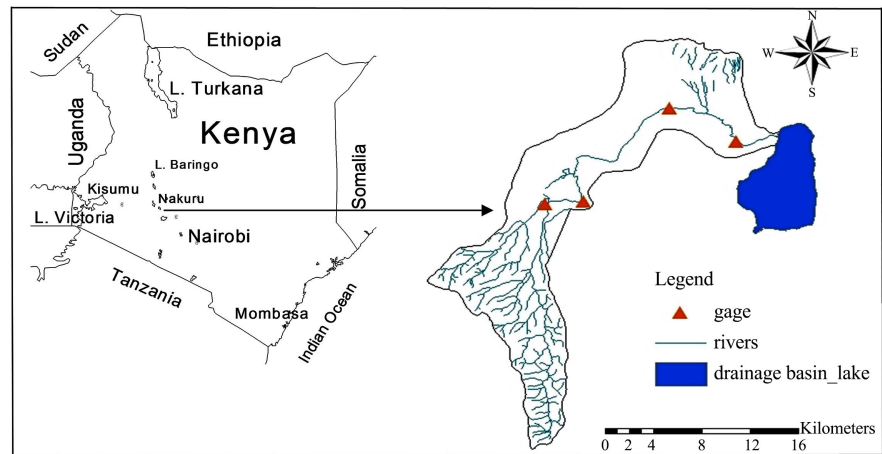 Sudan
Ethiopia
L. Turkana
Uganda
Kenya
Somalia
L. Baringo
Kisumu
Nakuru
L. Victoria
Nairobi
Tanzania
Mombasa
Indian Ocean
N
W
E
S
Legend
gage
rivers
drainage basin_lake
Kilometers
0 2 4 8 12 16